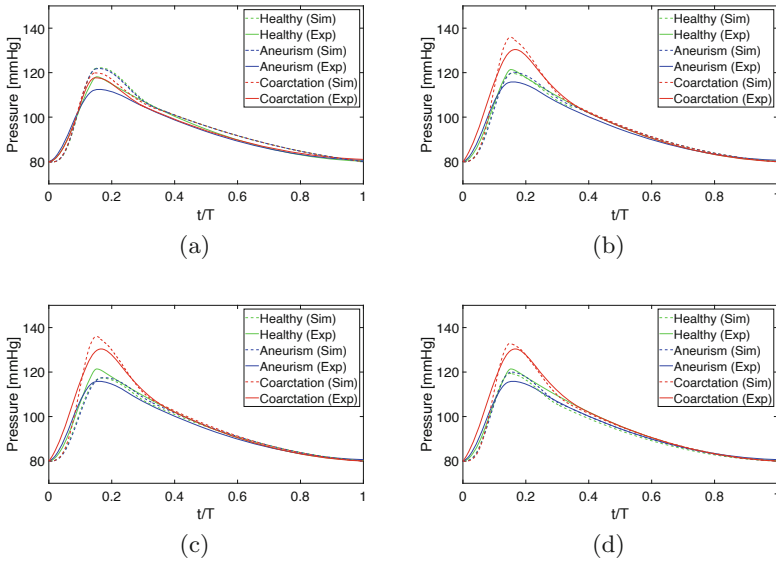 Pressure [mmHg]
140
120
100
80
0 0.2 0.4 0.6 0.8 1
t/T
Healthy (Sim)
Healthy (Exp)
Aneurism (Sim)
Aneurism (Exp)
Coarctation (Sim)
Coarctation (Exp)
(a)
Pressure [mmHg]
140
120
100
80
0 0.2 0.4 0.6 0.8 1
t/T
Healthy (Sim)
Healthy (Exp)
Aneurism (Sim)
Aneurism (Exp)
Coarctation (Sim)
Coarctation (Exp)
(b)
Pressure [mmHg]
140
120
100
80
60
0 0.2 0.4 0.6 0.8 1
t/T
Healthy (Sim)
Healthy (Exp)
Aneurism (Sim)
Aneurism (Exp)
Coarctation (Sim)
Coarctation (Exp)
(c)
Pressure [mmHg]
140
120
100
80
60
0 0.2 0.4 0.6 0.8 1
t/T
Healthy (Sim)
Healthy (Exp)
Aneurism (Sim)
Aneurism (Exp)
Coarctation (Sim)
Coarctation (Exp)
(d)